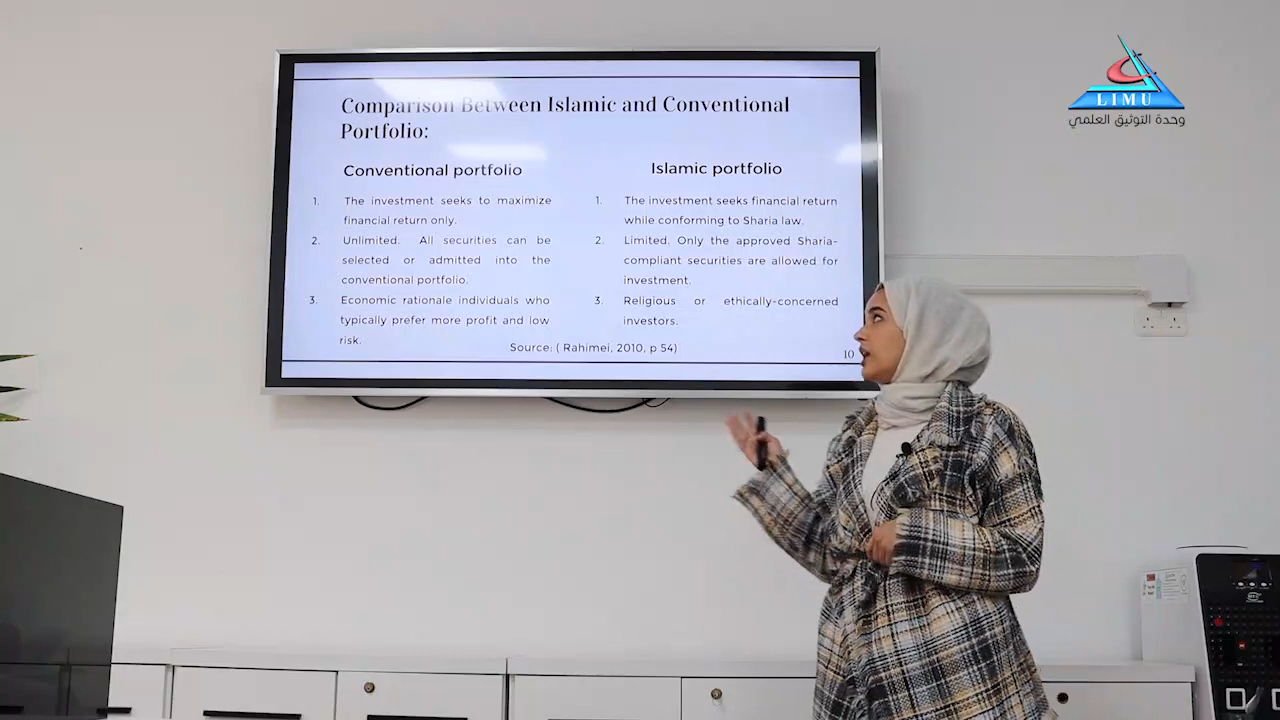 Comparison Between Islamic and Conventional
Portfolio:
Conventional portfolio
1. The investment seeks to maximize
financial return only.
2. Unlimited. All securities can be
selected or admitted into the
conventional portfolio.
3. Economic rationale individuals who
typically prefer more profit and low
risk.
Islamic portfolio
1. The investment seeks financial return
while conforming to Sharia law.
2. Limited. Only the approved Sharia-
compliant securities are allowed for
investment.
3. Religious or ethically-concerned
investors.
Source: ( Rahimei, 2010, p 54)
10
LIMU
وحدة التوثيق العلمي